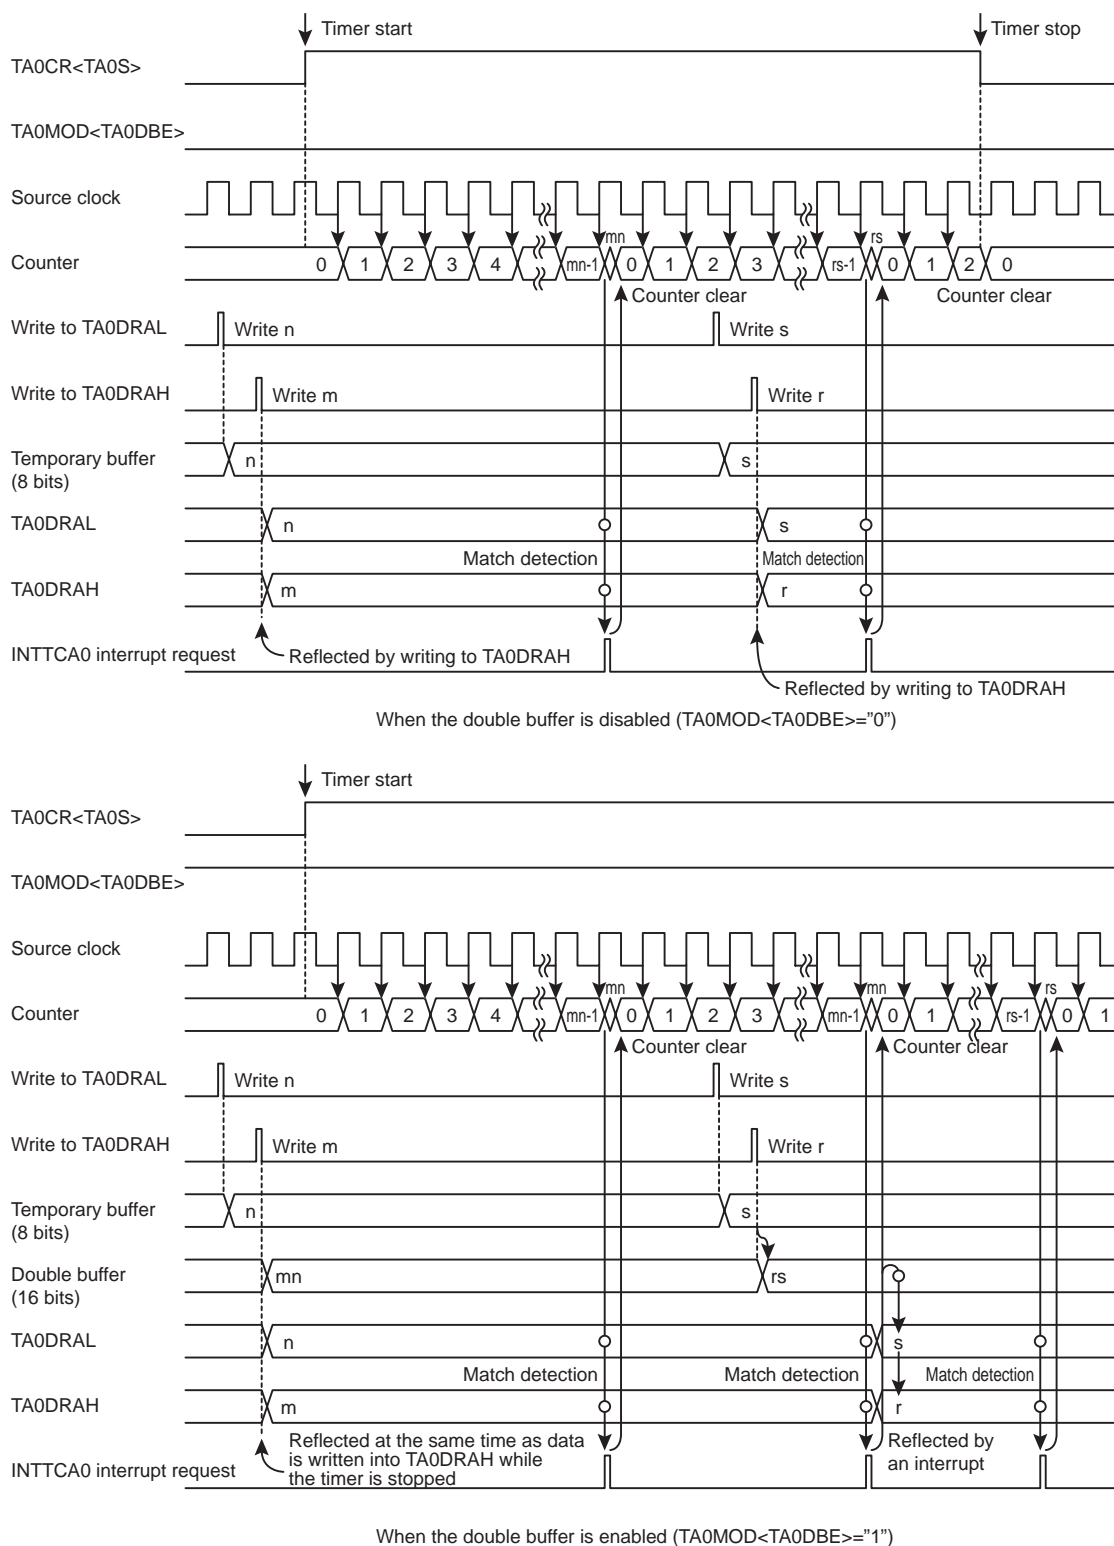 Timer start
Timer stop
TA0CR<TA0S>
TA0MOD<TA0DBE>
Source clock
mn
rs
Counter
0 1 2 3 4 mn-1 0 1 2 3 rs-1 0 1 2 0
Counter clear
Counter clear
Write to TA0DRAL
Write n
Write s
Write to TA0DRAH
Write m
Write r
Temporary buffer
(8 bits)
n
s
TA0DRAL
n
s
Match detection
Match detection
TA0DRAH
m
r
INTTCA0 interrupt request
Reflected by writing to TA0DRAH
Reflected by writing to TA0DRAH
When the double buffer is disabled (TA0MOD<TA0DBE>=”0”)
Timer start
TA0CR<TA0S>
TA0MOD<TA0DBE>
Source clock
mn
mn
rs
Counter
0 1 2 3 4 mn-1 0 1 2 3 mn-1 0 1 rs-1 0 1
Counter clear
Counter clear
Write to TA0DRAL
Write n
Write s
Write to TA0DRAH
Write m
Write r
Temporary buffer
(8 bits)
n
s
Double buffer
(16 bits)
mn
rs
TA0DRAL
n
s
Match detection
Match detection
Match detection
TA0DRAH
m
r
Reflected at the same time as data
is written into TA0DRAH while
the timer is stopped
Reflected by
an interrupt
INTTCA0 interrupt request
When the double buffer is enabled (TA0MOD<TA0DBE>=”1”)